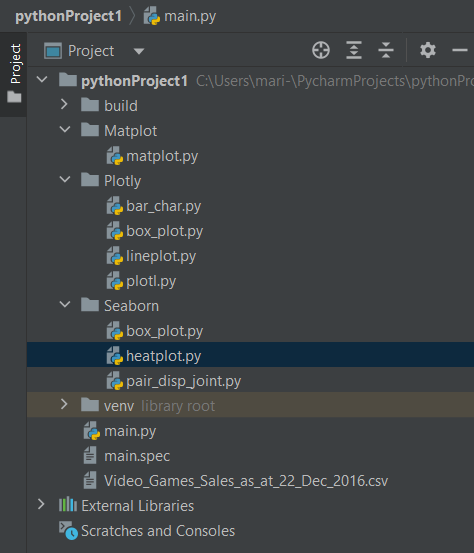 pythonProject1 main.py
Project
Project
pythonProject1 C:\Users\mari-\PycharmProjects\pythonPro
build
Matplot
matplot.py
Plotly
bar_char.py
box_plot.py
lineplot.py
plotl.py
Seaborn
box_plot.py
heatplot.py
pair_disp_joint.py
venv library root
main.py
main.spec
Video_Games_Sales_as_at_22_Dec_2016.csv
External Libraries
Scratches and Consoles